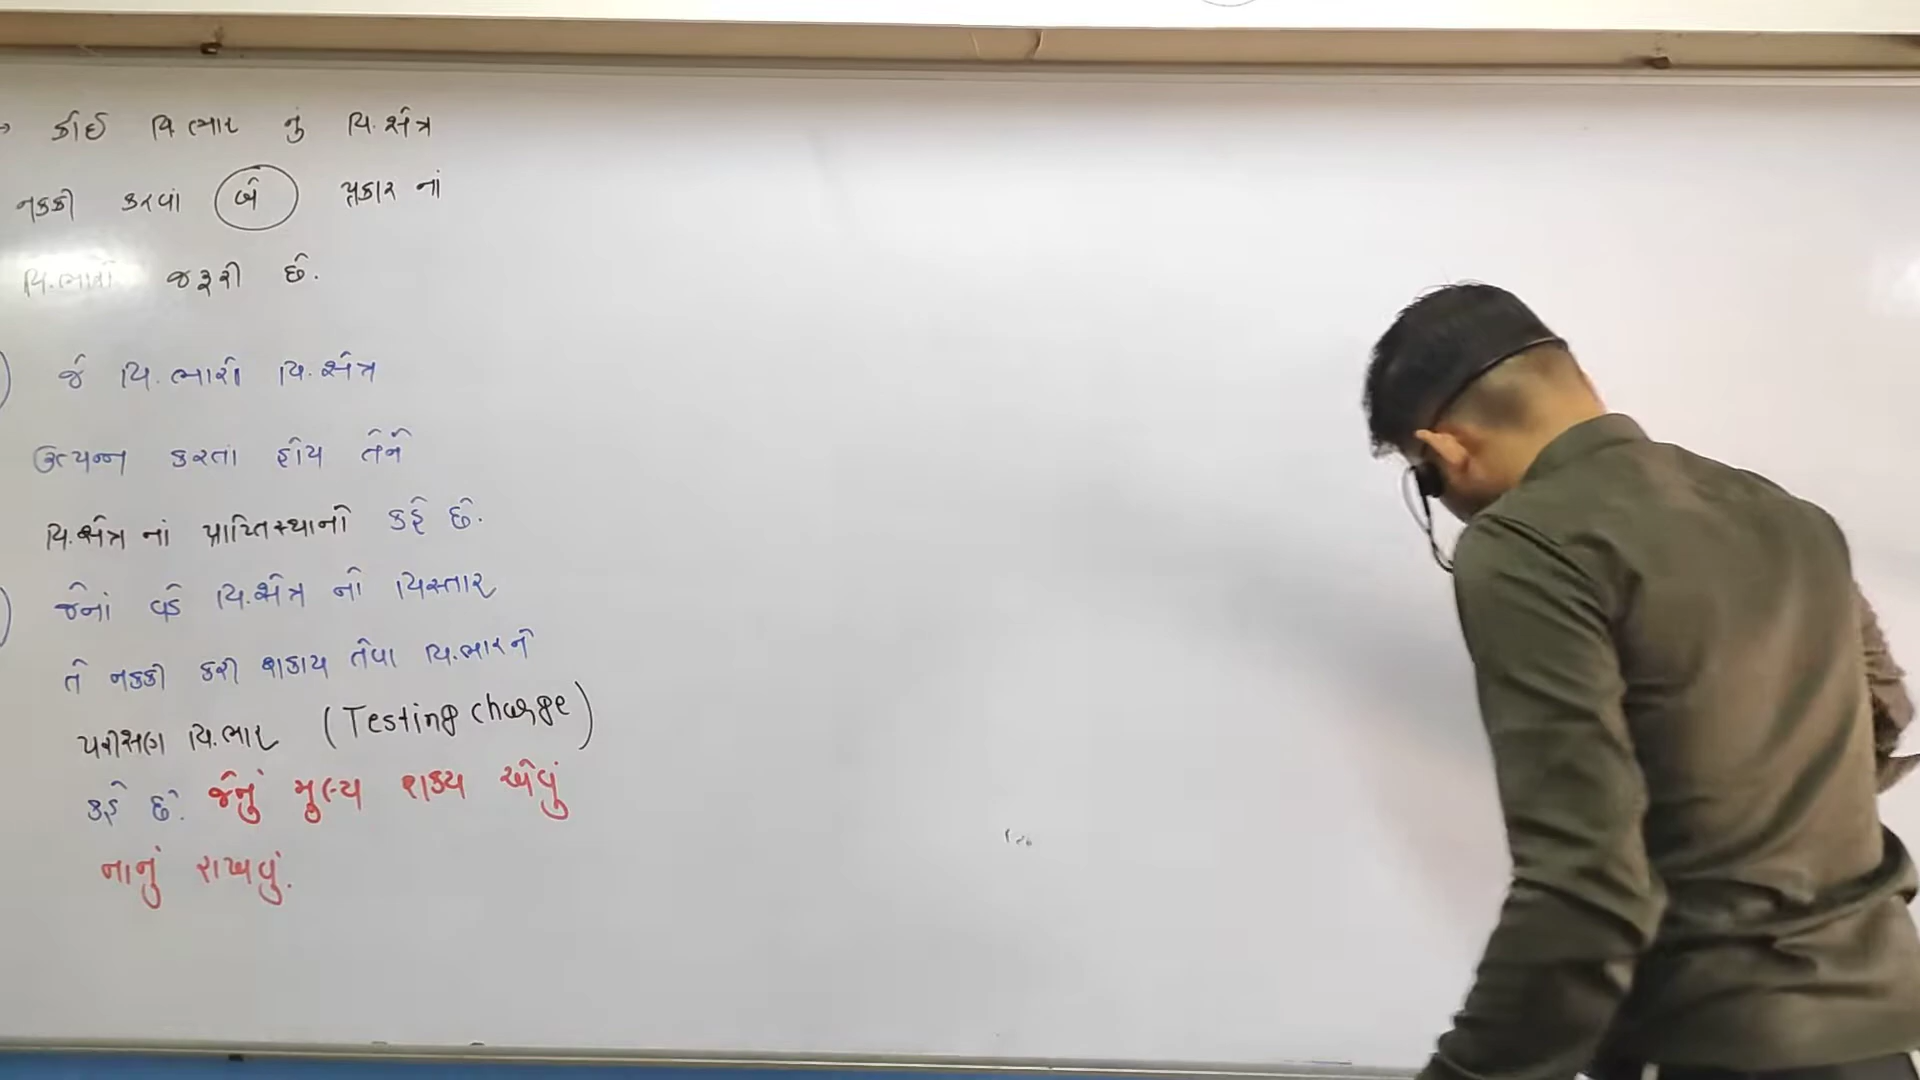 → કોઈ વિ.ભાર નું વિ.ક્ષેત્ર
નક્કી કરવાં બે પ્રકાર નાં
વિ.ભારો જરૂરી છે.
જે વિ.ભારો વિ.ક્ષેત્ર
ઉત્પન્ન કરતાં હોય તેને
વિ.ક્ષેત્ર નાં પ્રાપ્તિસ્થાનો કહે છે.
જેનાં વડે વિ.ક્ષેત્ર નો વિસ્તાર
તે નક્કી કરી શકાય તેવા વિ.ભારને
પરીક્ષણ વિ.ભાર (Testing charge)
કહે છે. જેનું મુલ્ય શક્ય એવું
નાનું રાખવું.